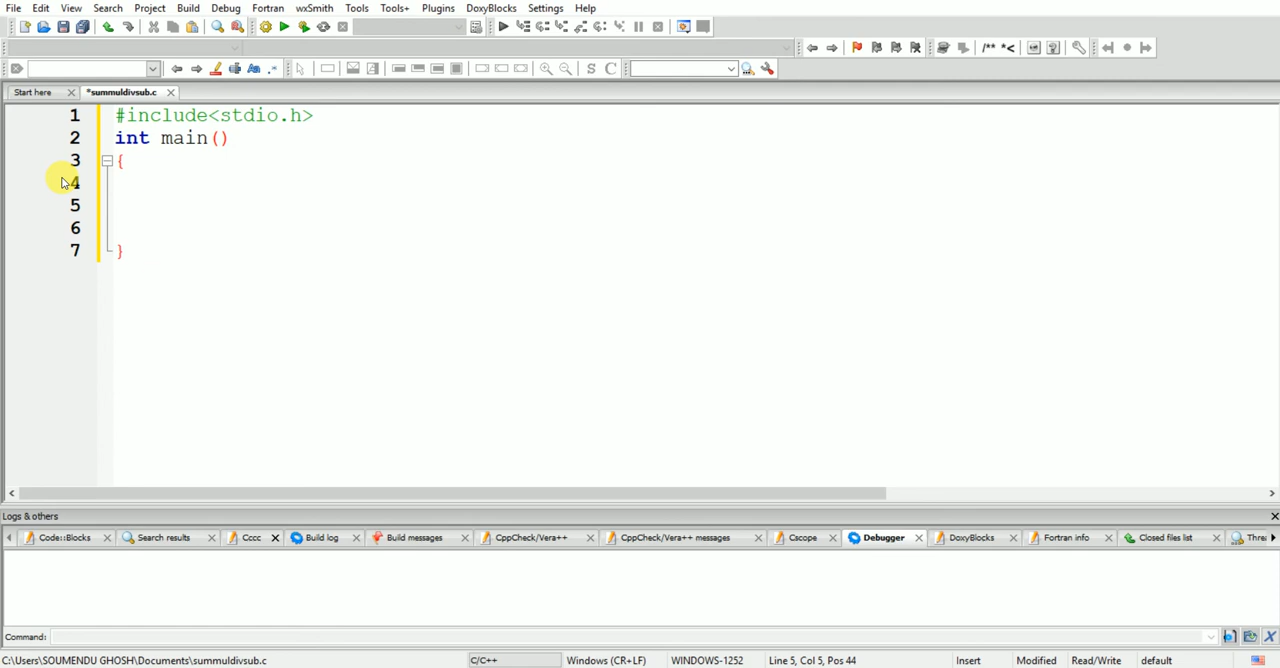 File Edit View Search Project Build Debug Fortran wxSmith Tools Tools+ Plugins DoxyBlocks Settings Help
/** *<
S C
Start here *summuldivsub.c
1 #include<stdio.h>
2 int main()
3 {
4
5
6
7 }
Logs & others
Code::Blocks Search results Cccc Build log Build messages CppCheck/Vera++ CppCheck/Vera++ messages Cscope Debugger DoxyBlocks Fortran info Closed files list Threa
Command:
C:\Users\SOUMENDU GHOSH\Documents\summuldivsub.c C/C++ Windows (CR+LF) WINDOWS-1252 Line 5, Col 5, Pos 44 Insert Modified Read/Write default